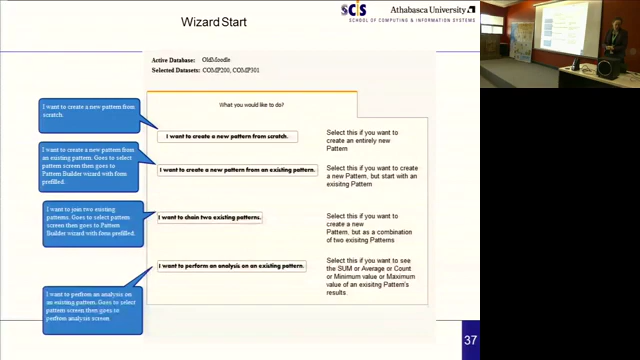 Wizard Start
SCIS
Athabasca University
SCHOOL OF COMPUTING & INFORMATION SYSTEMS
Active Database: OldMoodle
Selected Datasets: COMP200, COMP301
What you would like to do?
I want to create a new pattern from
scratch.
I want to create a new pattern from scratch.
Select this if you want to
create an entirely new
Pattern
I want to create a new pattern from
an existing pattern. Goes to select
pattern screen then goes to
Pattern Builder wizard with form
prefilled.
I want to create a new pattern from an existing pattern.
Select this if you want to create
a new Pattern, but start with an
exisitng Pattern
I want to join two existing
patterns. Goes to select pattern
screen then goes to Pattern
Builder wizard with form prefilled.
I want to chain two existing patterns.
Select this if you want to
create a new
Pattern, but as a combination
of two exisitng Patterns
I want to perform an analysis on an existing pattern.
Select this if you want to see
the SUM or Average or Count
or Minimum value or Maximum
value of an exisitng Pattern's
results.
I want to perform an analysis on
an existing pattern. Goes to select
pattern screen then goes to
perform analysis screen
37